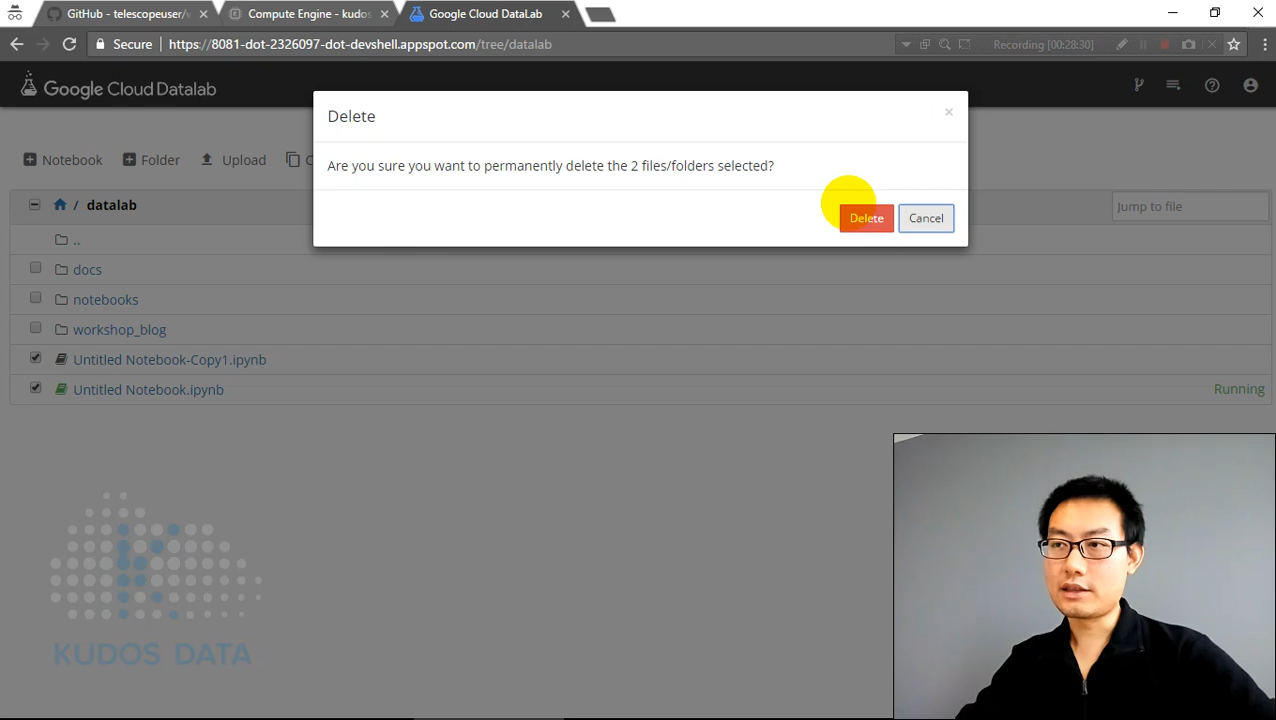 GitHub - telescopeuser/
Compute Engine - kudos
Google Cloud DataLab
Secure
https://8081-dot-2326097-dot-devshell.appspot.com/tree/datalab
Recording [00:28:30]
Google Cloud Datalab
Delete
Are you sure you want to permanently delete the 2 files/folders selected?
Delete
Cancel
Notebook
Folder
Upload
/ datalab
Jump to file
..
docs
notebooks
workshop_blog
Untitled Notebook-Copy1.ipynb
Untitled Notebook.ipynb
Running
KUDOS DATA